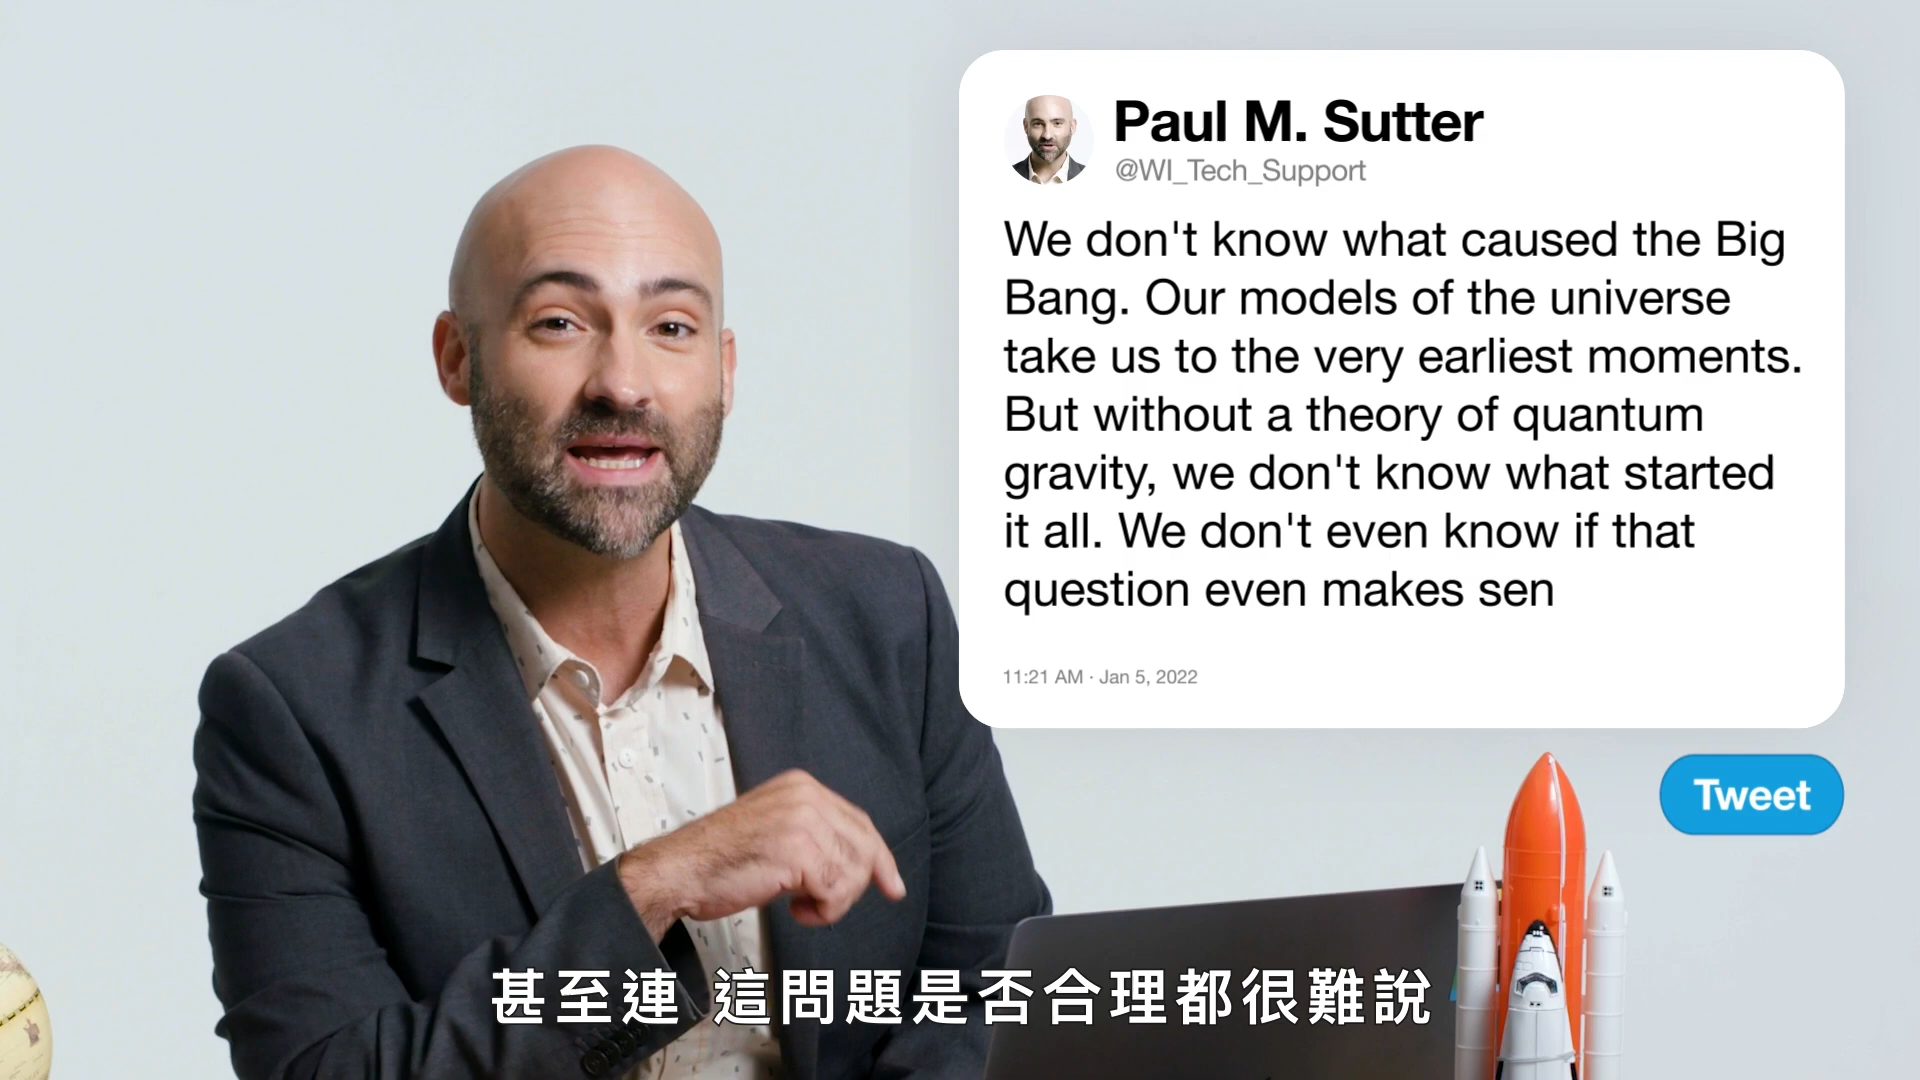 Paul M. Sutter
@WI_Tech_Support
We don't know what caused the Big
Bang. Our models of the universe
take us to the very earliest moments.
But without a theory of quantum
gravity, we don't know what started
it all. We don't even know if that
question even makes sen
11:21 AM · Jan 5, 2022
Tweet
甚至連 這問題是否合理都很難說